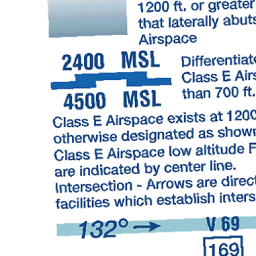 1200 ft. or greater
that laterally abuts
Airspace
2400 MSL
4500 MSL
Differentiate
Class E Airs
than 700 ft.
Class E Airspace exists at 1200
otherwise designated as show
Class E Airspace low altitude F
are indicated by center line.
Intersection - Arrows are direct
facilities which establish inters
132° →
V 69
169